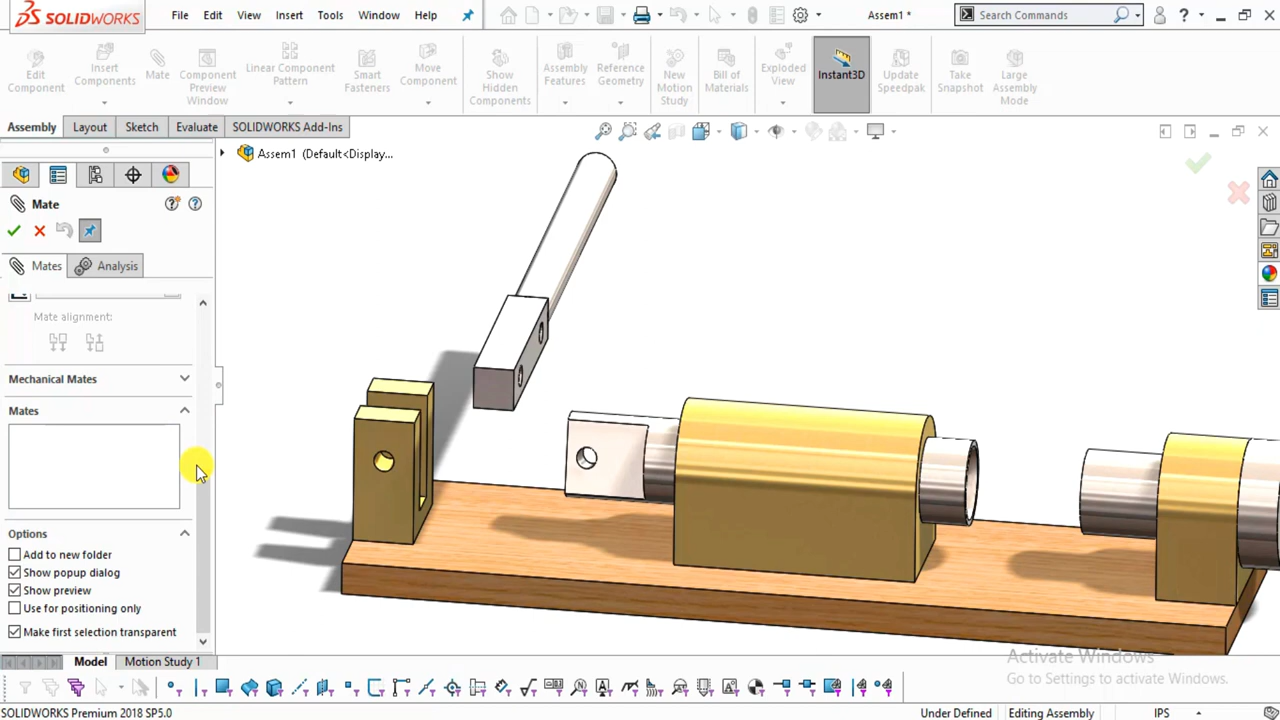 SOLIDWORKS File Edit View Insert Tools Window Help Assem1 * Search Commands ?
Edit Component
Insert Components
Mate
Component Preview Window
Linear Component Pattern
Smart Fasteners
Move Component
Show Hidden Components
Assembly Features
Reference Geometry
New Motion Study
Bill of Materials
Exploded View
Instant3D
Update Speedpak
Take Snapshot
Large Assembly Mode
Assembly Layout Sketch Evaluate SOLIDWORKS Add-Ins
Assem1 (Default<Display...
Mate
Mates Analysis
Mate alignment:
Mechanical Mates
Mates
Options
Add to new folder
Show popup dialog
Show preview
Use for positioning only
Make first selection transparent
Activate Windows
Go to Settings to activate Windows.
Model Motion Study 1
SOLIDWORKS Premium 2018 SP5.0 Under Defined Editing Assembly IPS